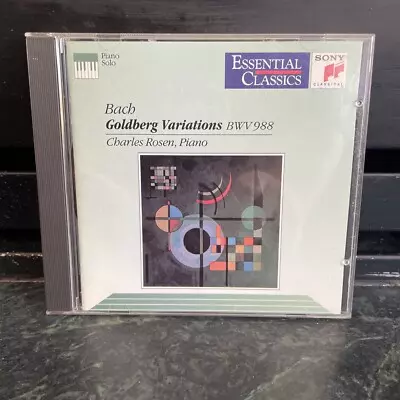 Piano
Solo
ESSENTIAL
CLASSICS
SONY
CLASSICAL
Bach
Goldberg Variations BWV 988
Charles Rosen, Piano